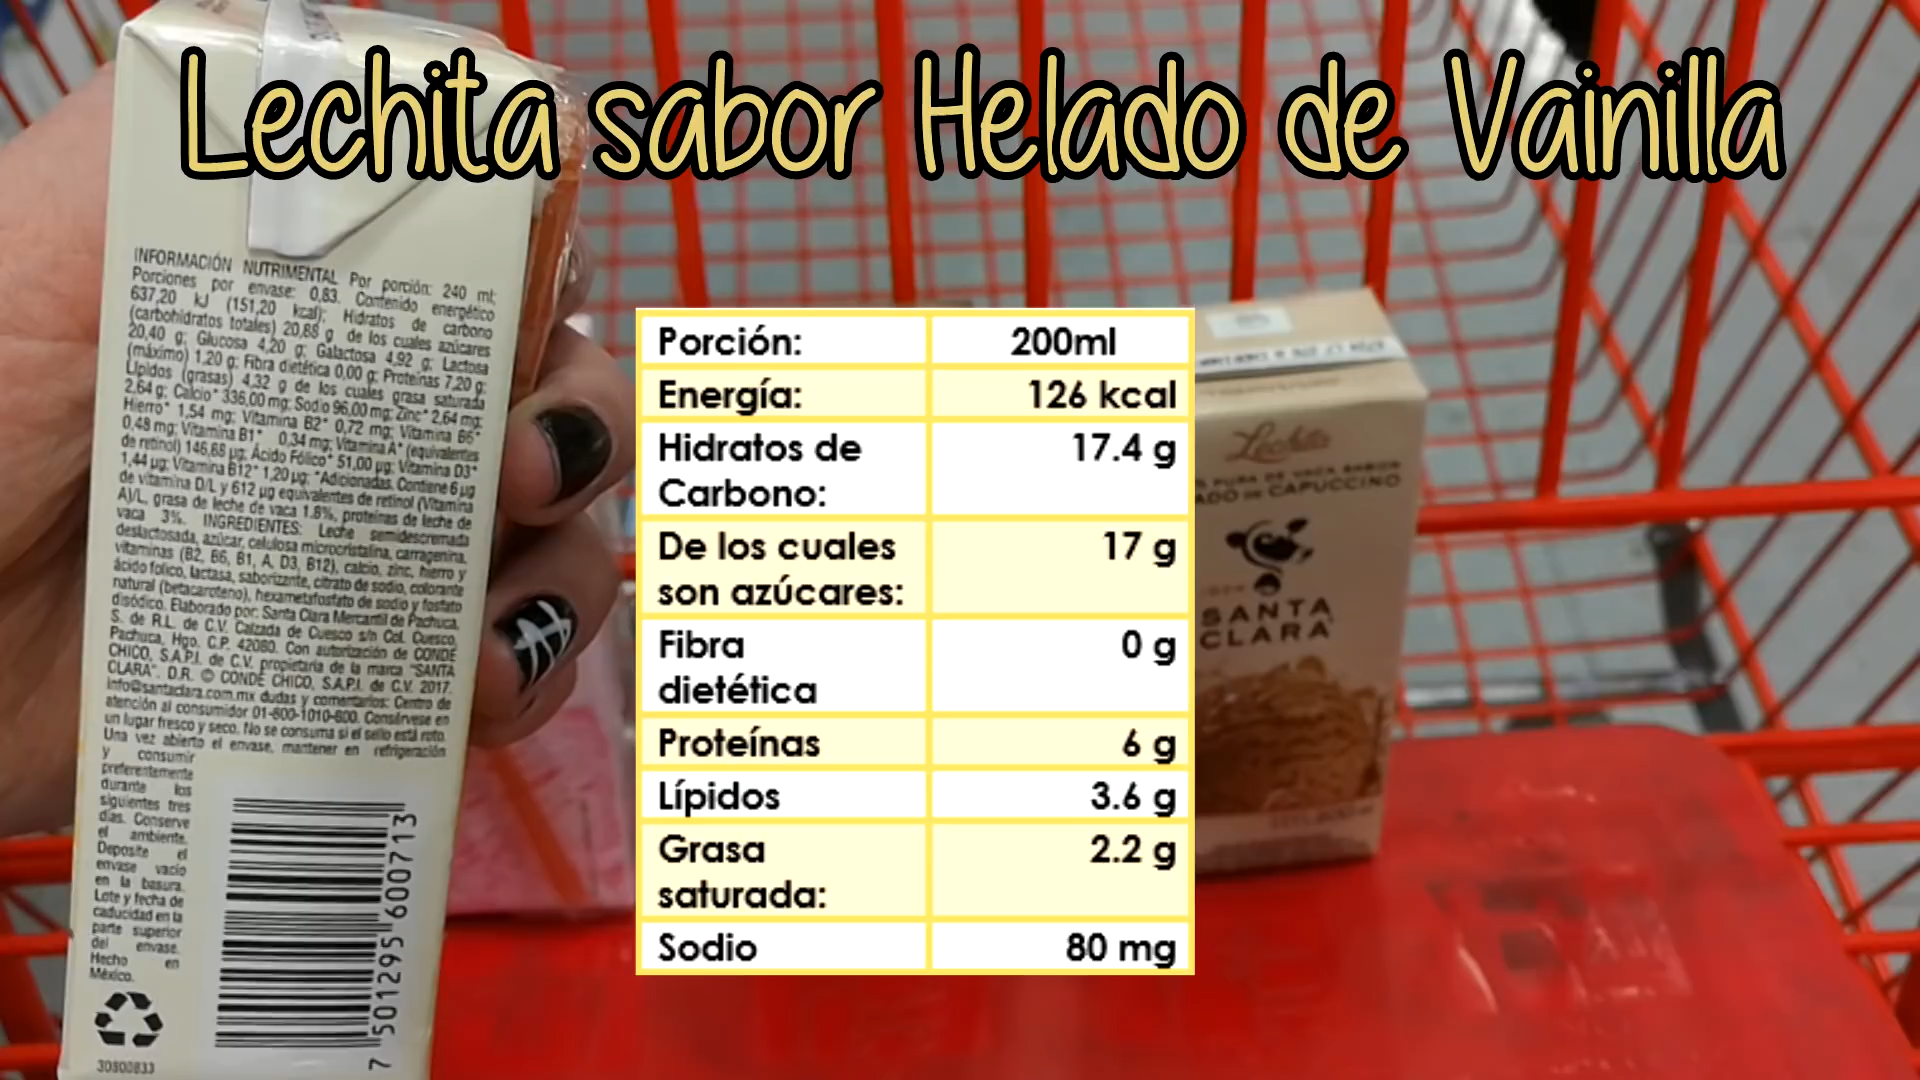 Lechita sabor Helado de Vainilla
INFORMACIÓN NUTRIMENTAL Por porción: 240 ml;
Porciones por envase: 0,83. Contenido energético
637,20 kJ (151,20 kcal); Hidratos de carbono
(carbohidratos totales) 20,88 g de los cuales azúcares
20,40 g; Glucosa 4,20 g; Galactosa 4,92 g; Lactosa
(máximo) 1,20 g; Fibra dietética 0,00 g; Proteínas 7,20 g;
Lípidos (grasas) 4,32 g de los cuales grasa saturada
2,64 g; Calcio* 336,00 mg; Sodio 96,00 mg; Zinc* 2,64 mg;
Hierro* 1,54 mg; Vitamina B2* 0,72 mg; Vitamina B6*
0,48 mg; Vitamina B1* 0,34 mg; Vitamina A* (equivalentes
de retinol) 146,88 µg; Ácido Fólico* 51,00 µg; Vitamina D3*
1,44 µg; Vitamina B12* 1,20 µg; *Adicionadas. Contiene 6 µg
de vitamina D/L y 612 µg equivalentes de retinol (Vitamina
A)/L, grasa de leche de vaca 1.8%, proteínas de leche de
vaca 3%. INGREDIENTES: Leche semidescremada
deslactosada, azúcar, celulosa microcristalina, carragenina,
vitaminas (B2, B6, B1, A, D3, B12), calcio, zinc, hierro y
ácido fólico, lactasa, saborizante, citrato de sodio, colorante
natural (betacaroteno), hexametafosfato de sodio y fosfato
disódico. Elaborado por: Santa Clara Mercantil de Pachuca,
S. de R.L. de C.V. Calzada de Cuesco s/n Col. Cuesco,
Pachuca, Hgo. C.P. 42080. Con autorización de CONDE
CHICO, S.A.P.I. de C.V. propietaria de la marca "SANTA
CLARA". D.R. © CONDE CHICO, S.A.P.I. de C.V. 2017.
info@santaclara.com.mx dudas y comentarios: Centro de
atención al consumidor 01-800-1010-600. Consérvese en
un lugar fresco y seco. No se consuma si el sello está roto.
Una vez abierto el envase, mantener en refrigeración
y consumir
preferentemente
durante los
siguientes tres
días. Conserve
el ambiente.
Deposite el
envase vacío
en la basura.
Lote y fecha de
caducidad en la
parte superior
del envase.
Hecho en
México.
7 501295 600713
30800833
Porción: 200ml
Energía: 126 kcal
Hidratos de 17.4 g
Carbono:
De los cuales 17 g
son azúcares:
Fibra 0 g
dietética
Proteínas 6 g
Lípidos 3.6 g
Grasa 2.2 g
saturada:
Sodio 80 mg
Lechita
PURA DE VACA SABOR
ADO DE CAPUCCINO
SANTA
CLARA